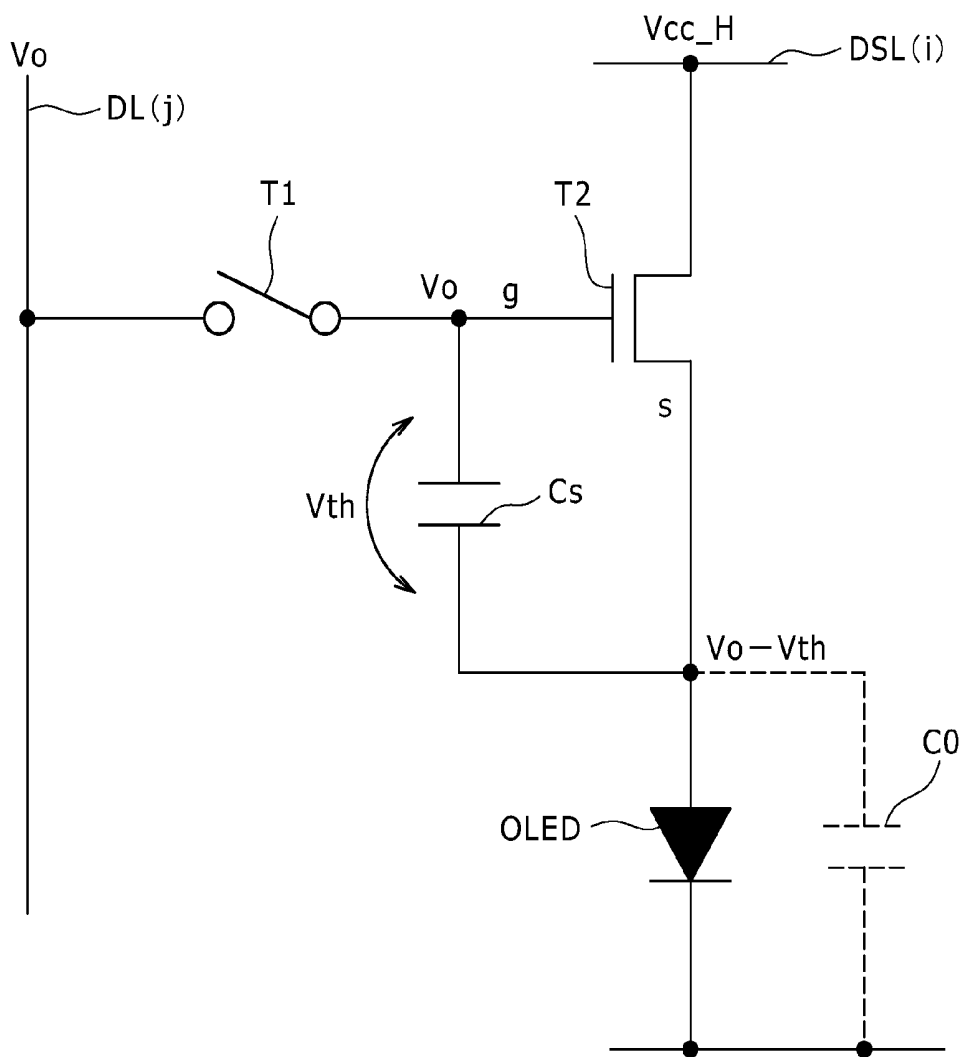 Vcc_H
DSL(i)
Vo
DL(j)
T1
T2
Vo
g
s
Vth
Cs
Vo−Vth
C0
OLED